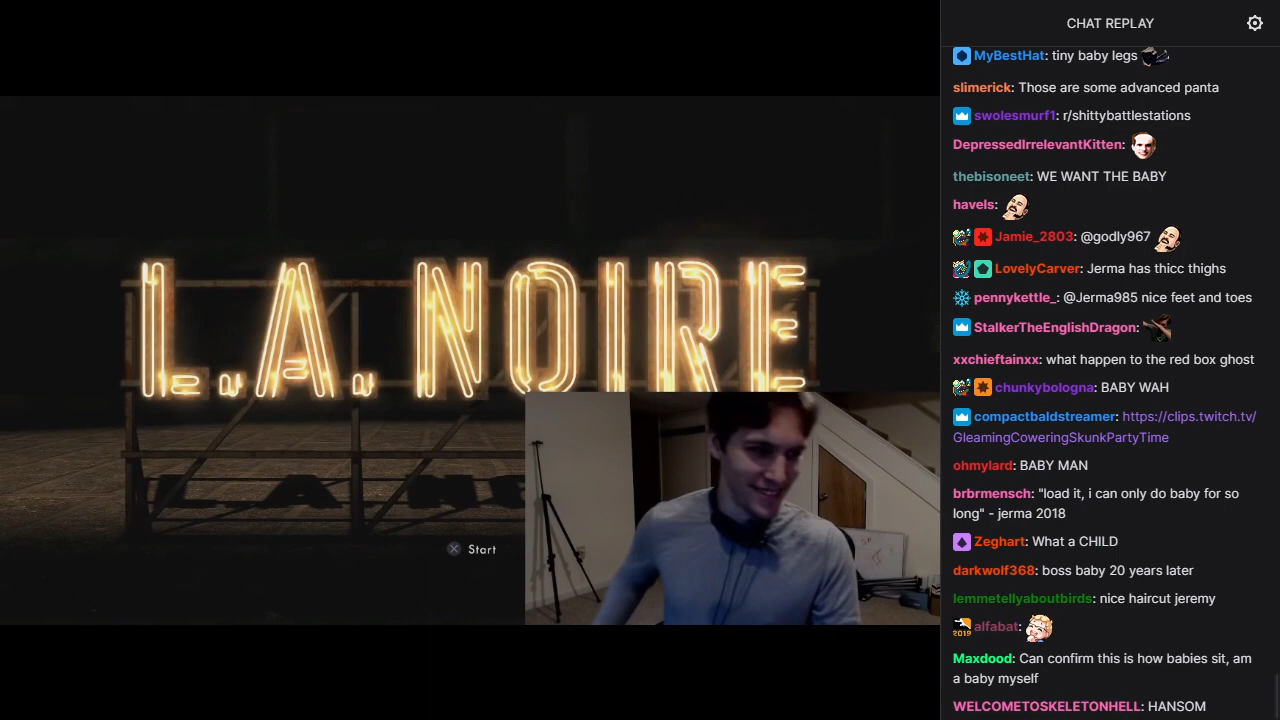 L.A. NOIRE
Start
CHAT REPLAY
MyBestHat: tiny baby legs
slimerick: Those are some advanced panta
swolesmurf1: r/shittybattlestations
DepressedIrrelevantKitten:
thebisoneet: WE WANT THE BABY
havels:
Jamie_2803: @godly967
LovelyCarver: Jerma has thicc thighs
pennykettle_: @Jerma985 nice feet and toes
StalkerTheEnglishDragon:
xxchieftainxx: what happen to the red box ghost
chunkybologna: BABY WAH
compactbaldstreamer: https://clips.twitch.tv/
GleamingCoweringSkunkPartyTime
ohmylard: BABY MAN
brbrmensch: "load it, i can only do baby for so
long" - jerma 2018
Zeghart: What a CHILD
darkwolf368: boss baby 20 years later
lemmetellyaboutbirds: nice haircut jeremy
2019 alfabat:
Maxdood: Can confirm this is how babies sit, am
a baby myself
WELCOMETOSKELETONHELL: HANSOM